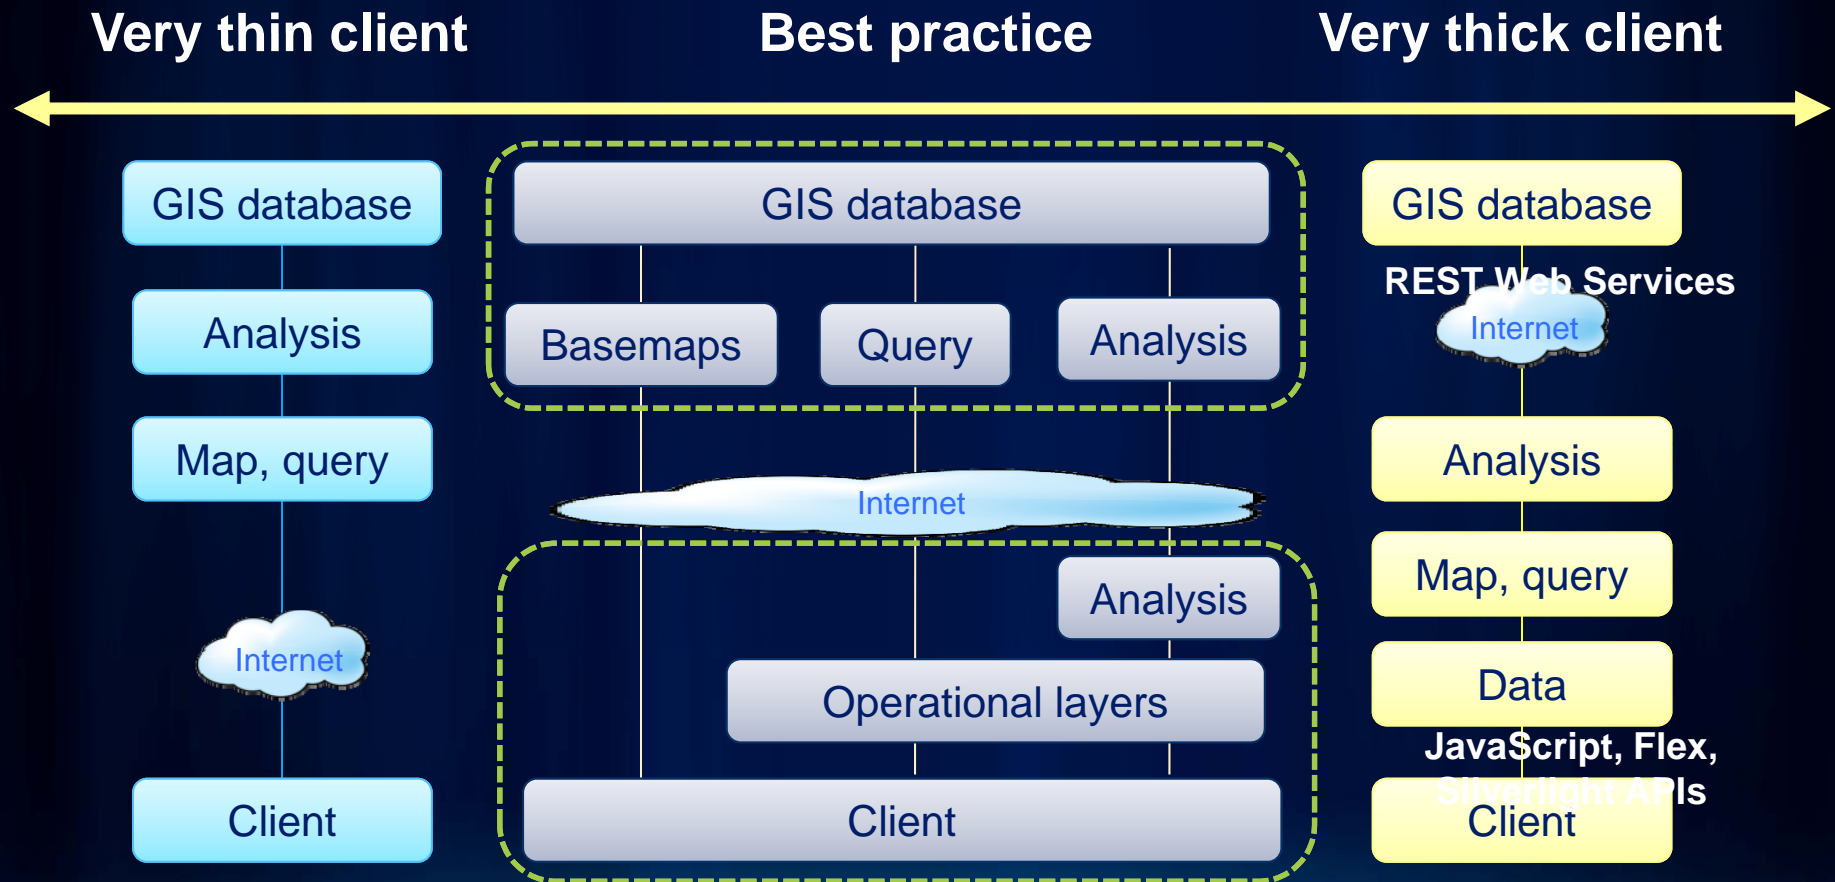 Very thin client
Best practice
Very thick client
GIS database
Analysis
Map, query
Internet
Client
GIS database
Basemaps
Query
Analysis
Internet
Analysis
Operational layers
Client
GIS database
REST Web Services
Internet
Analysis
Map, query
Data
JavaScript, Flex,
Silverlight APIs
Client